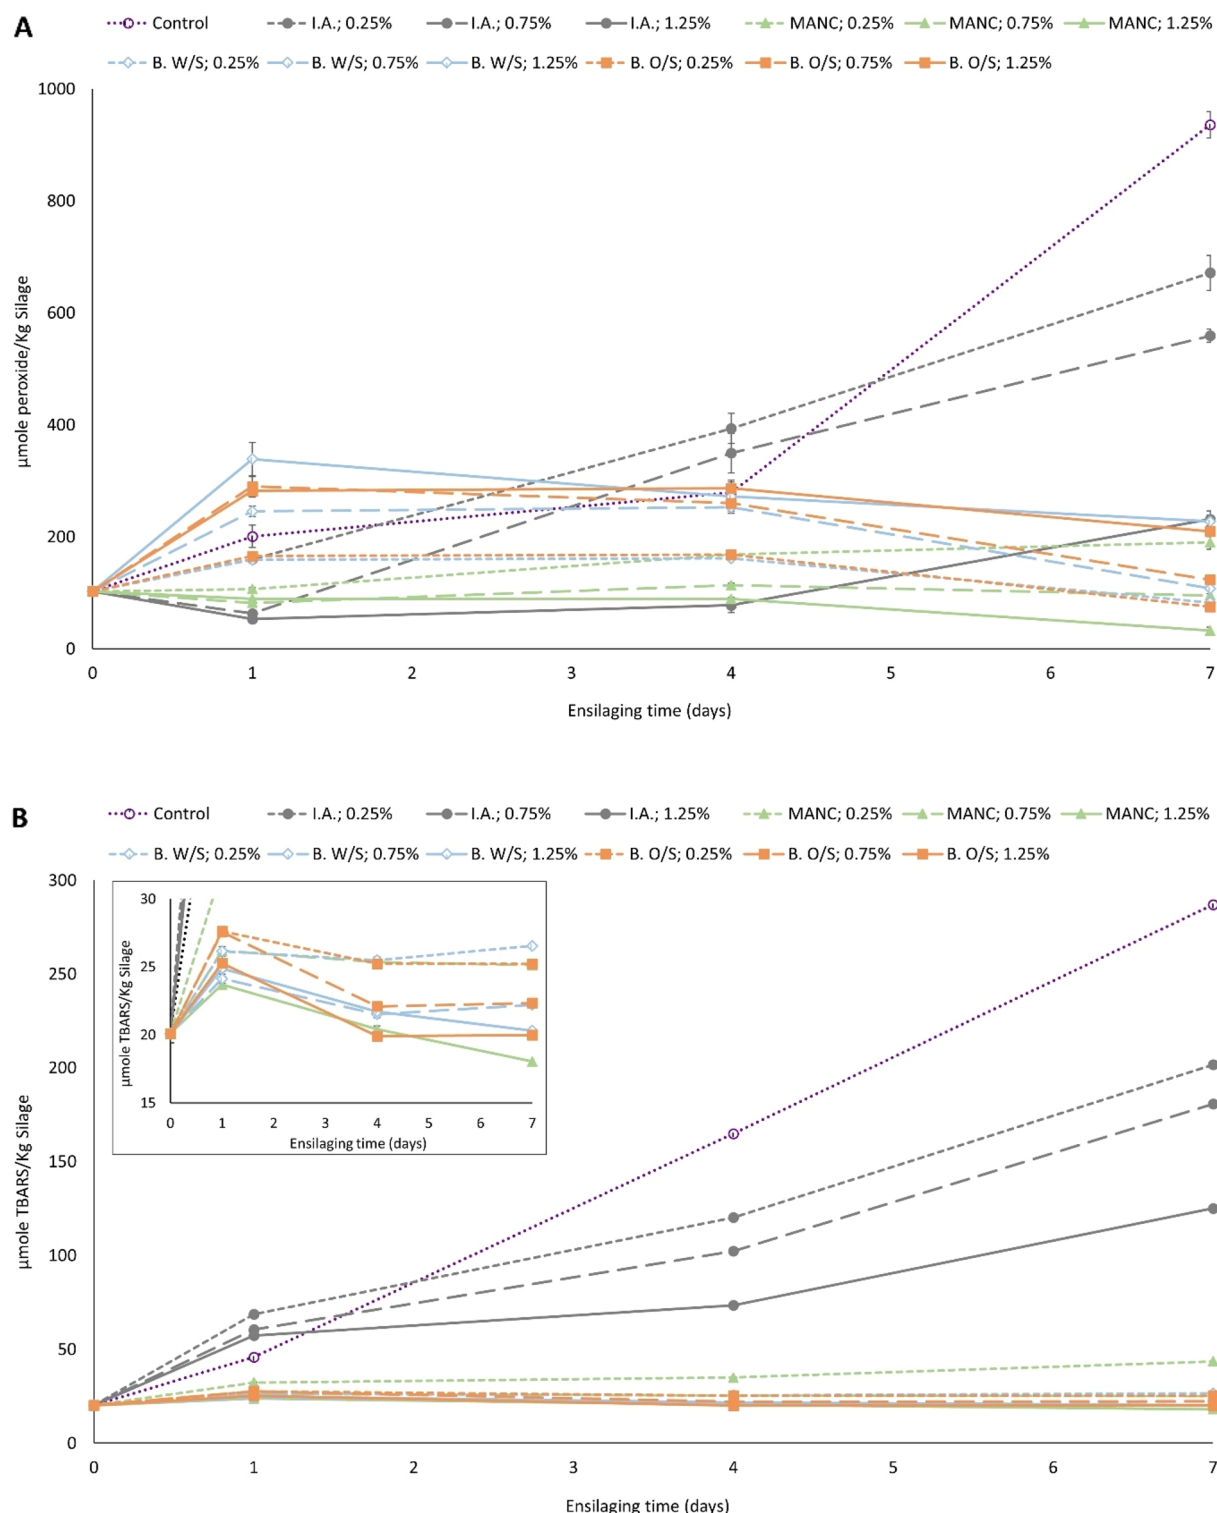 A
Control I.A.; 0.25% I.A.; 0.75% I.A.; 1.25% MANC; 0.25% MANC; 0.75% MANC; 1.25%
B. W/S; 0.25% B. W/S; 0.75% B. W/S; 1.25% B. O/S; 0.25% B. O/S; 0.75% B. O/S; 1.25%
1000
800
600
400
200
0
µmole peroxide/Kg Silage
0 1 2 3 4 5 6 7
Ensilaging time (days)
B
Control I.A.; 0.25% I.A.; 0.75% I.A.; 1.25% MANC; 0.25% MANC; 0.75% MANC; 1.25%
B. W/S; 0.25% B. W/S; 0.75% B. W/S; 1.25% B. O/S; 0.25% B. O/S; 0.75% B. O/S; 1.25%
300
250
200
150
100
50
0
µmole TBARS/Kg Silage
30
25
20
15
µmole TBARS/Kg Silage
0 1 2 3 4 5 6 7
Ensilaging time (days)
0 1 2 3 4 5 6 7
Ensilaging time (days)